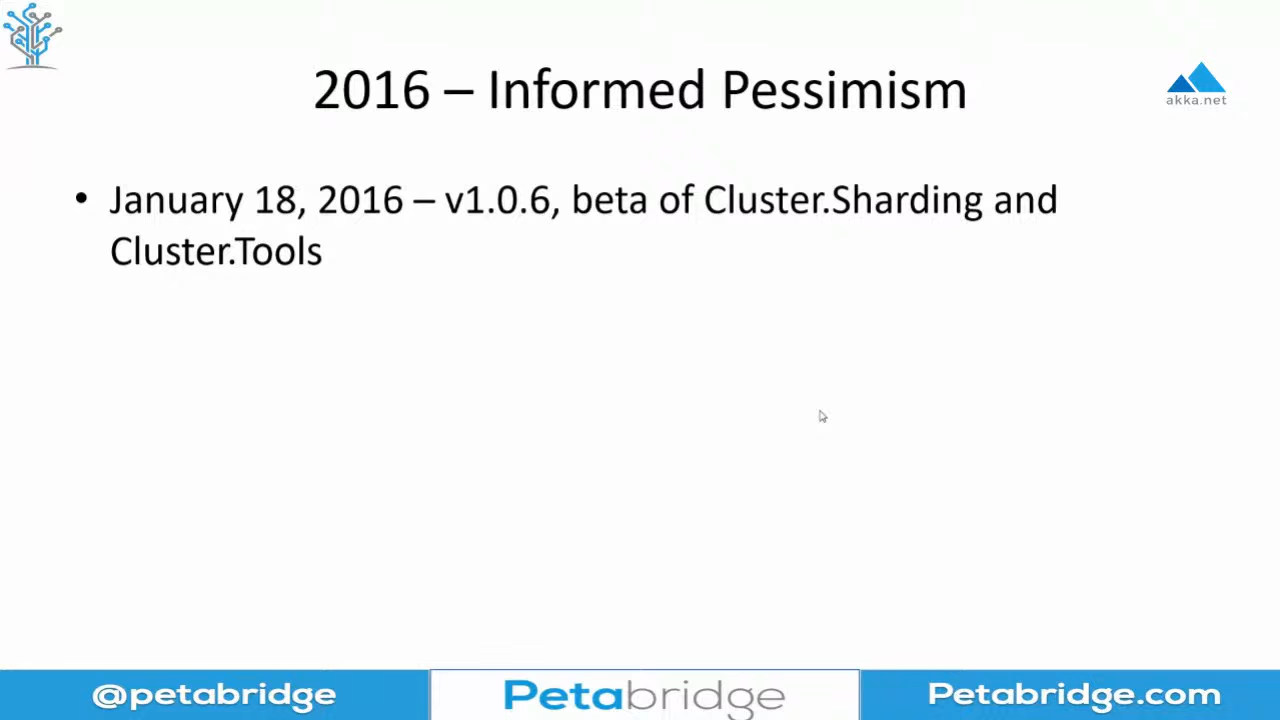 2016 – Informed Pessimism
akka.net
• January 18, 2016 – v1.0.6, beta of Cluster.Sharding and
Cluster.Tools
@petabridge
Petabridge
Petabridge.com